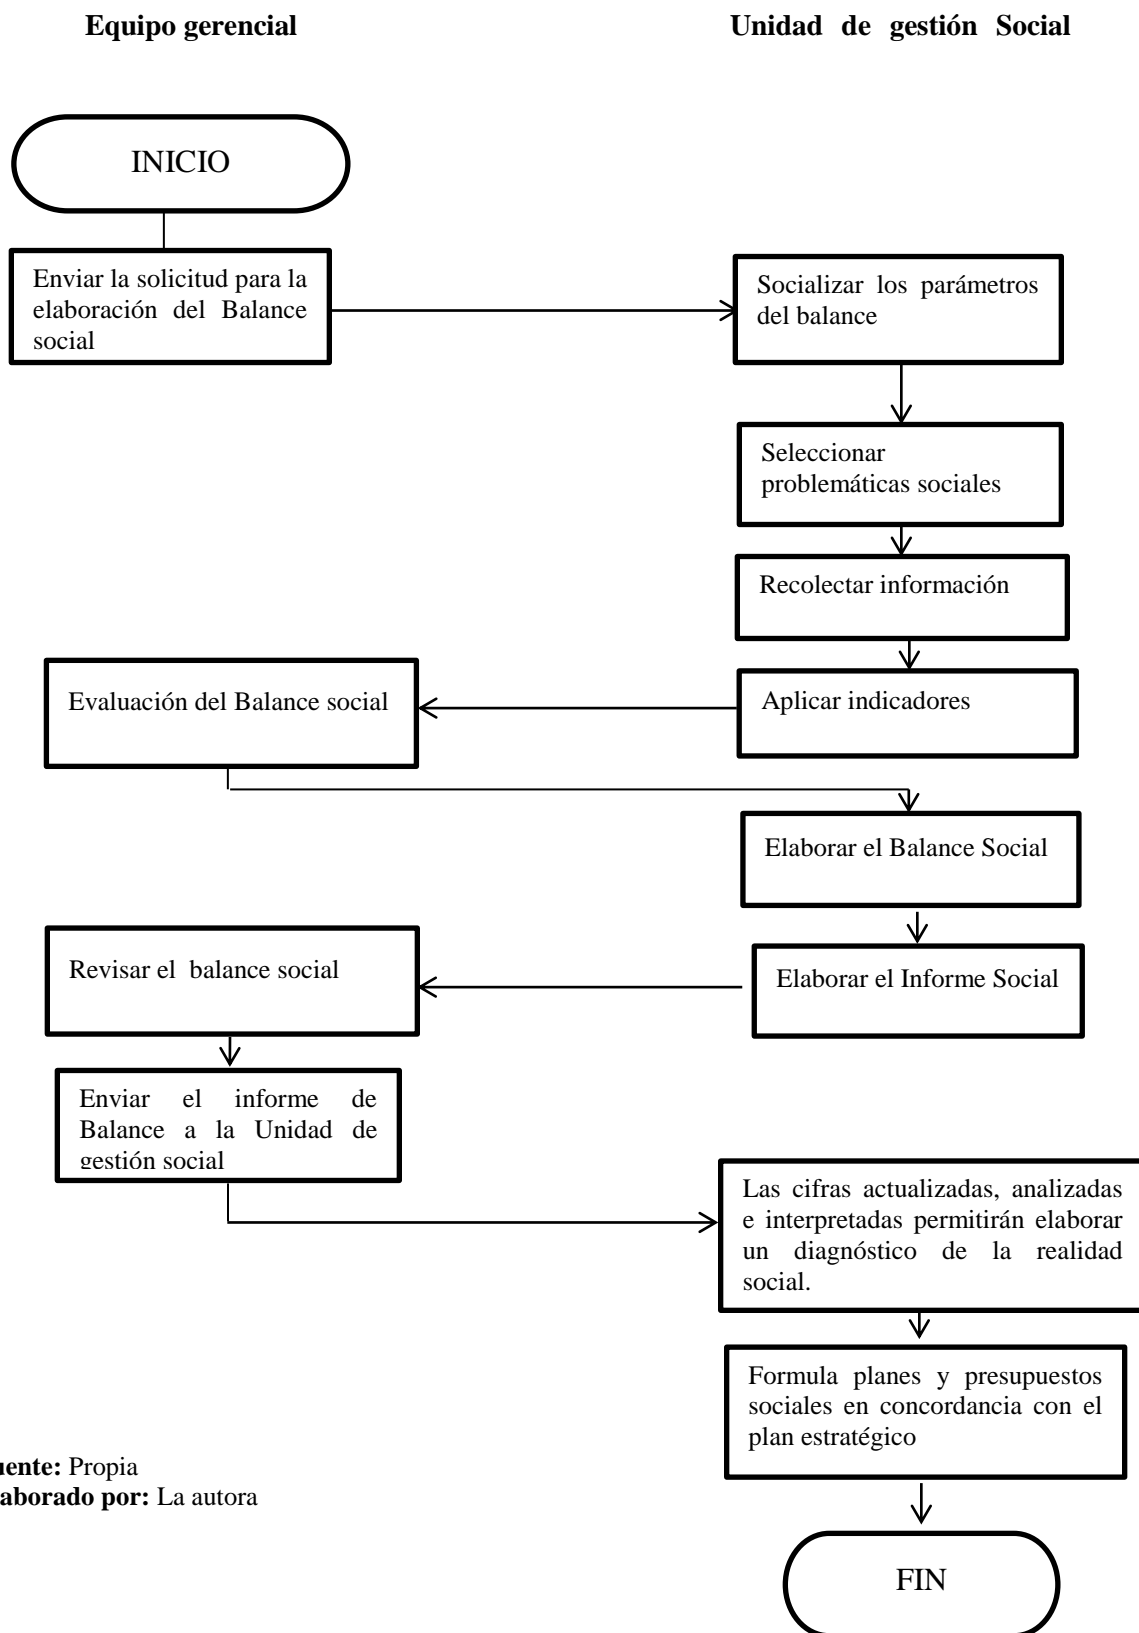 Equipo gerencial
Unidad de gestión Social
INICIO
Enviar la solicitud para la
elaboración del Balance
social
Socializar los parámetros
del balance
Seleccionar
problemáticas sociales
Recolectar información
Aplicar indicadores
Evaluación del Balance social
Elaborar el Balance Social
Elaborar el Informe Social
Revisar el balance social
Enviar el informe de
Balance a la Unidad de
gestión social
Las cifras actualizadas, analizadas
e interpretadas permitirán elaborar
un diagnóstico de la realidad
social.
Formula planes y presupuestos
sociales en concordancia con el
plan estratégico
uente: Propia
aborado por: La autora
FIN